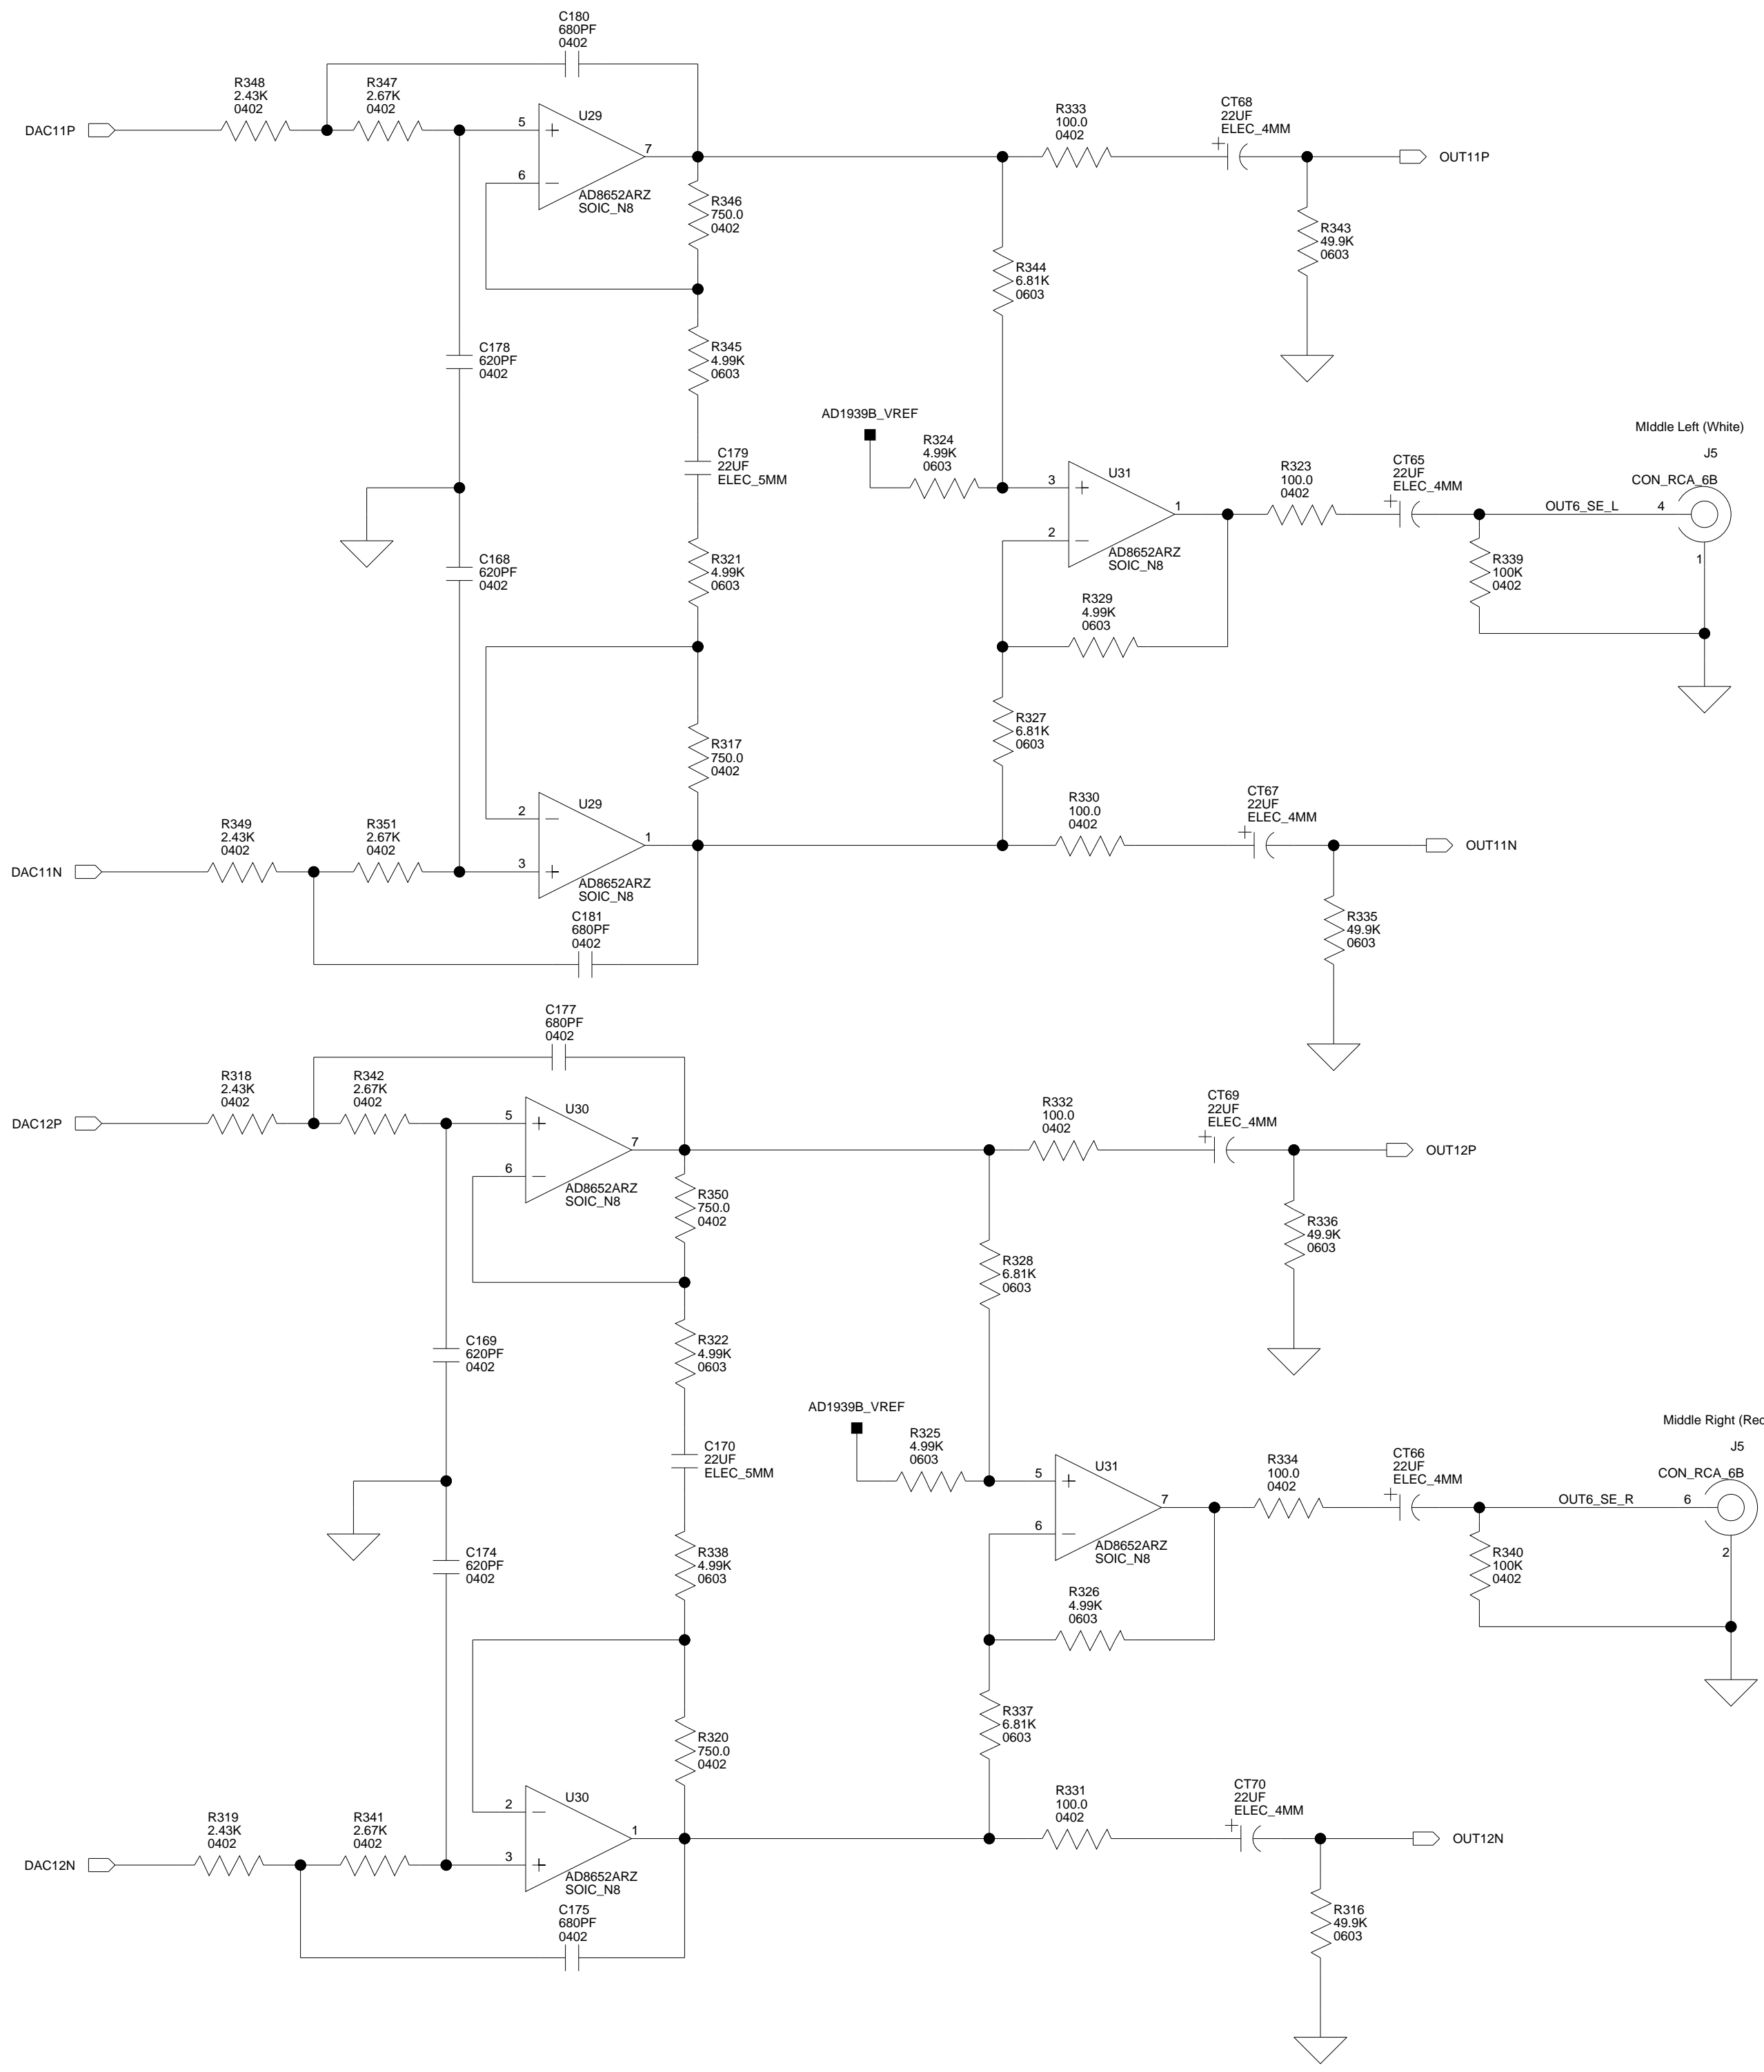 C180
680PF
0402
R348
2.43K
0402
R347
2.67K
0402
DAC11P
5
U29
7
6
AD8652ARZ
SOIC_N8
R346
750.0
0402
R333
100.0
0402
CT68
22UF
ELEC_4MM
+
OUT11P
R343
49.9K
0603
R344
6.81K
0603
R345
4.99K
0603
C178
620PF
0402
AD1939B_VREF
R324
4.99K
0603
C179
22UF
ELEC_5MM
3
U31
1
2
AD8652ARZ
SOIC_N8
R323
100.0
0402
CT65
22UF
ELEC_4MM
+
MIddle Left (White)
J5
CON_RCA_6B
OUT6_SE_L
4
1
R339
100K
0402
C168
620PF
0402
R321
4.99K
0603
R329
4.99K
0603
R327
6.81K
0603
R317
750.0
0402
R349
2.43K
0402
R351
2.67K
0402
DAC11N
2
U29
1
3
AD8652ARZ
SOIC_N8
R330
100.0
0402
CT67
22UF
ELEC_4MM
+
OUT11N
C181
680PF
0402
R335
49.9K
0603
C177
680PF
0402
R318
2.43K
0402
R342
2.67K
0402
DAC12P
5
U30
7
6
AD8652ARZ
SOIC_N8
R350
750.0
0402
R332
100.0
0402
CT69
22UF
ELEC_4MM
+
OUT12P
R336
49.9K
0603
R328
6.81K
0603
R322
4.99K
0603
C169
620PF
0402
AD1939B_VREF
R325
4.99K
0603
C170
22UF
ELEC_5MM
5
U31
7
6
AD8652ARZ
SOIC_N8
R334
100.0
0402
CT66
22UF
ELEC_4MM
+
Middle Right
J5
CON_RCA_6B
OUT6_SE_R
6
2
R340
100K
0402
C174
620PF
0402
R338
4.99K
0603
R326
4.99K
0603
R337
6.81K
0603
R320
750.0
0402
R319
2.43K
0402
R341
2.67K
0402
DAC12N
2
U30
1
3
AD8652ARZ
SOIC_N8
R331
100.0
0402
CT70
22UF
ELEC_4MM
+
OUT12N
C175
680PF
0402
R316
49.9K
0603